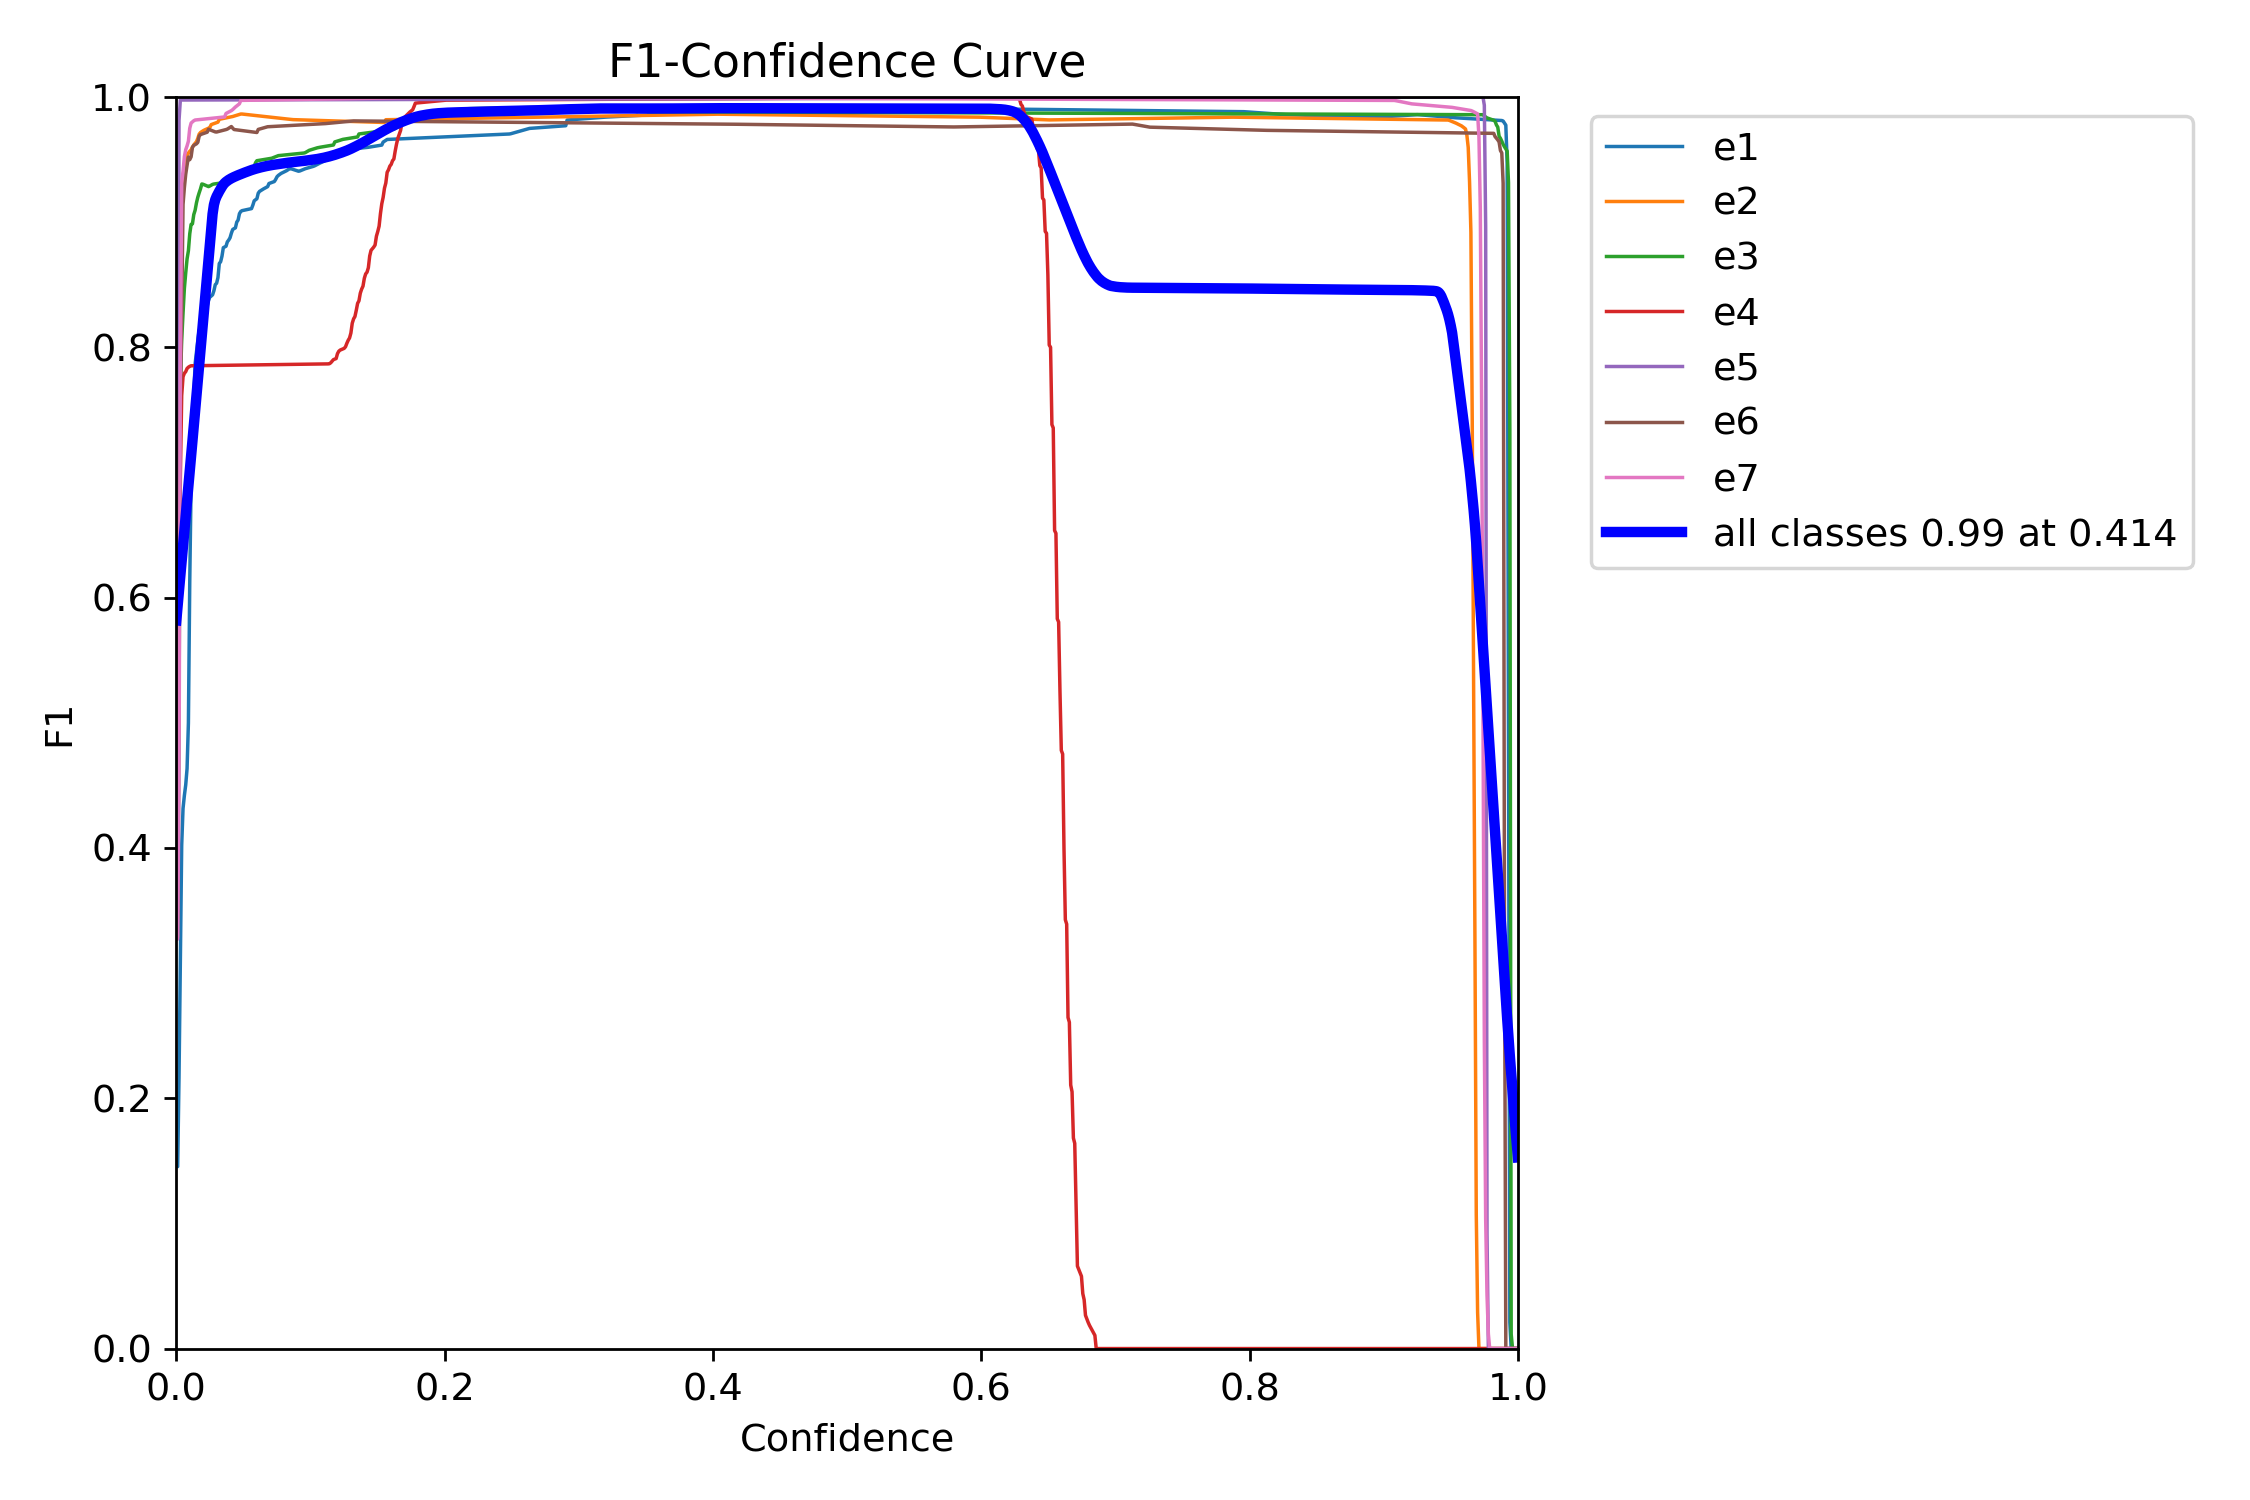 F1-Confidence Curve
1.0
0.8
0.6
0.4
0.2
0.0
F1
0.0 0.2 0.4 0.6 0.8 1.0
Confidence
e1
e2
e3
e4
e5
e6
e7
all classes 0.99 at 0.414